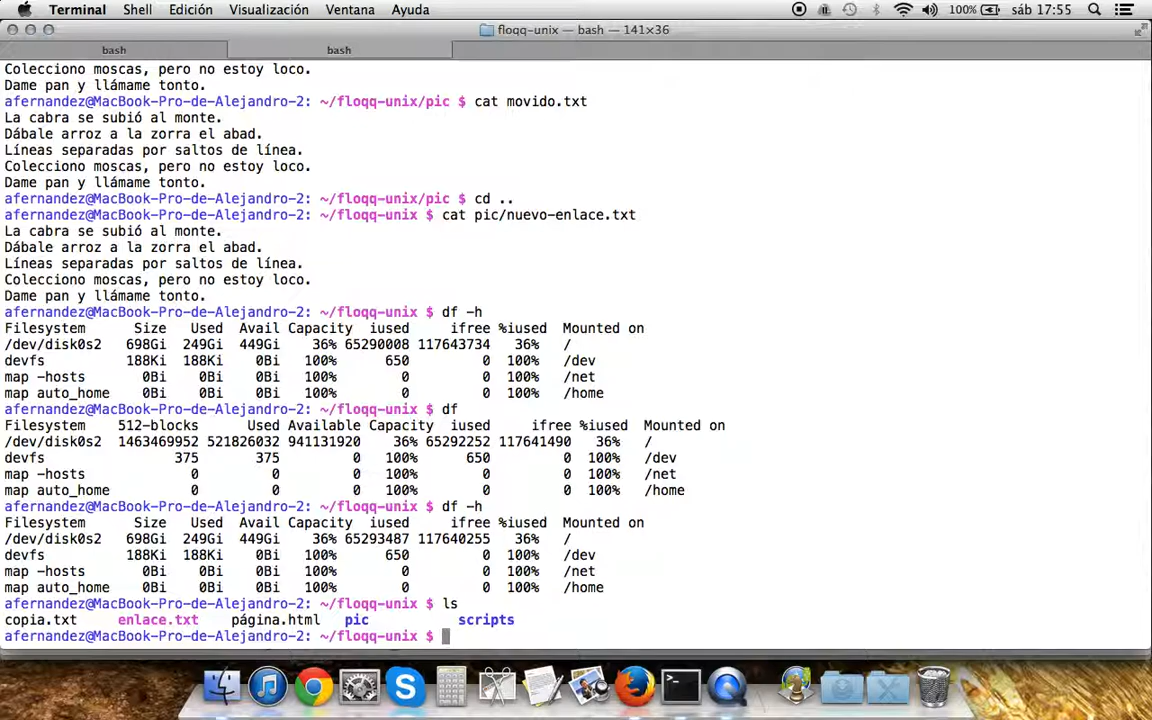 Terminal Shell Edición Visualización Ventana Ayuda 100% sáb 17:55
floqq-unix — bash — 141×36
bash bash
Colecciono moscas, pero no estoy loco.
Dame pan y llámame tonto.
afernandez@MacBook-Pro-de-Alejandro-2: ~/floqq-unix/pic $ cat movido.txt
La cabra se subió al monte.
Dábale arroz a la zorra el abad.
Líneas separadas por saltos de línea.
Colecciono moscas, pero no estoy loco.
Dame pan y llámame tonto.
afernandez@MacBook-Pro-de-Alejandro-2: ~/floqq-unix/pic $ cd ..
afernandez@MacBook-Pro-de-Alejandro-2: ~/floqq-unix $ cat pic/nuevo-enlace.txt
La cabra se subió al monte.
Dábale arroz a la zorra el abad.
Líneas separadas por saltos de línea.
Colecciono moscas, pero no estoy loco.
Dame pan y llámame tonto.
afernandez@MacBook-Pro-de-Alejandro-2: ~/floqq-unix $ df -h
Filesystem Size Used Avail Capacity iused ifree %iused Mounted on
/dev/disk0s2 698Gi 249Gi 449Gi 36% 65290008 117643734 36% /
devfs 188Ki 188Ki 0Bi 100% 650 0 100% /dev
map -hosts 0Bi 0Bi 0Bi 100% 0 0 100% /net
map auto_home 0Bi 0Bi 0Bi 100% 0 0 100% /home
afernandez@MacBook-Pro-de-Alejandro-2: ~/floqq-unix $ df
Filesystem 512-blocks Used Available Capacity iused ifree %iused Mounted on
/dev/disk0s2 1463469952 521826032 941131920 36% 65292252 117641490 36% /
devfs 375 375 0 100% 650 0 100% /dev
map -hosts 0 0 0 100% 0 0 100% /net
map auto_home 0 0 0 100% 0 0 100% /home
afernandez@MacBook-Pro-de-Alejandro-2: ~/floqq-unix $ df -h
Filesystem Size Used Avail Capacity iused ifree %iused Mounted on
/dev/disk0s2 698Gi 249Gi 449Gi 36% 65293487 117640255 36% /
devfs 188Ki 188Ki 0Bi 100% 650 0 100% /dev
map -hosts 0Bi 0Bi 0Bi 100% 0 0 100% /net
map auto_home 0Bi 0Bi 0Bi 100% 0 0 100% /home
afernandez@MacBook-Pro-de-Alejandro-2: ~/floqq-unix $ ls
copia.txt enlace.txt página.html pic scripts
afernandez@MacBook-Pro-de-Alejandro-2: ~/floqq-unix $